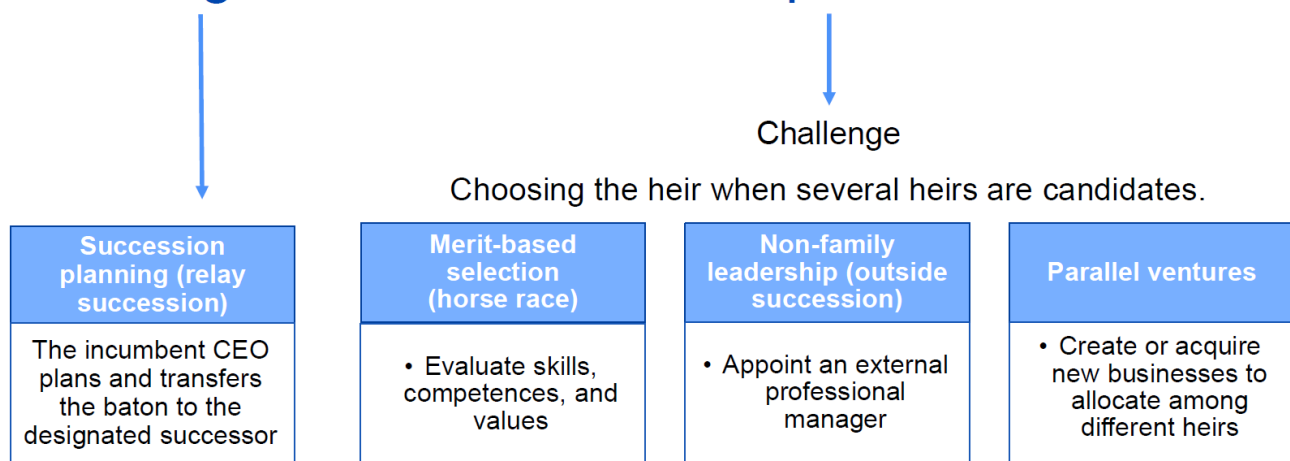 Challenge
Choosing the heir when several heirs are candidates.
Succession
planning (relay
succession)
The incumbent CEO
plans and transfers
the baton to the
designated successor
Merit-based
selection
(horse race)
• Evaluate skills,
competences, and
values
Non-family
leadership (outside
succession)
• Appoint an external
professional
manager
Parallel ventures
• Create or acquire
new businesses to
allocate among
different heirs